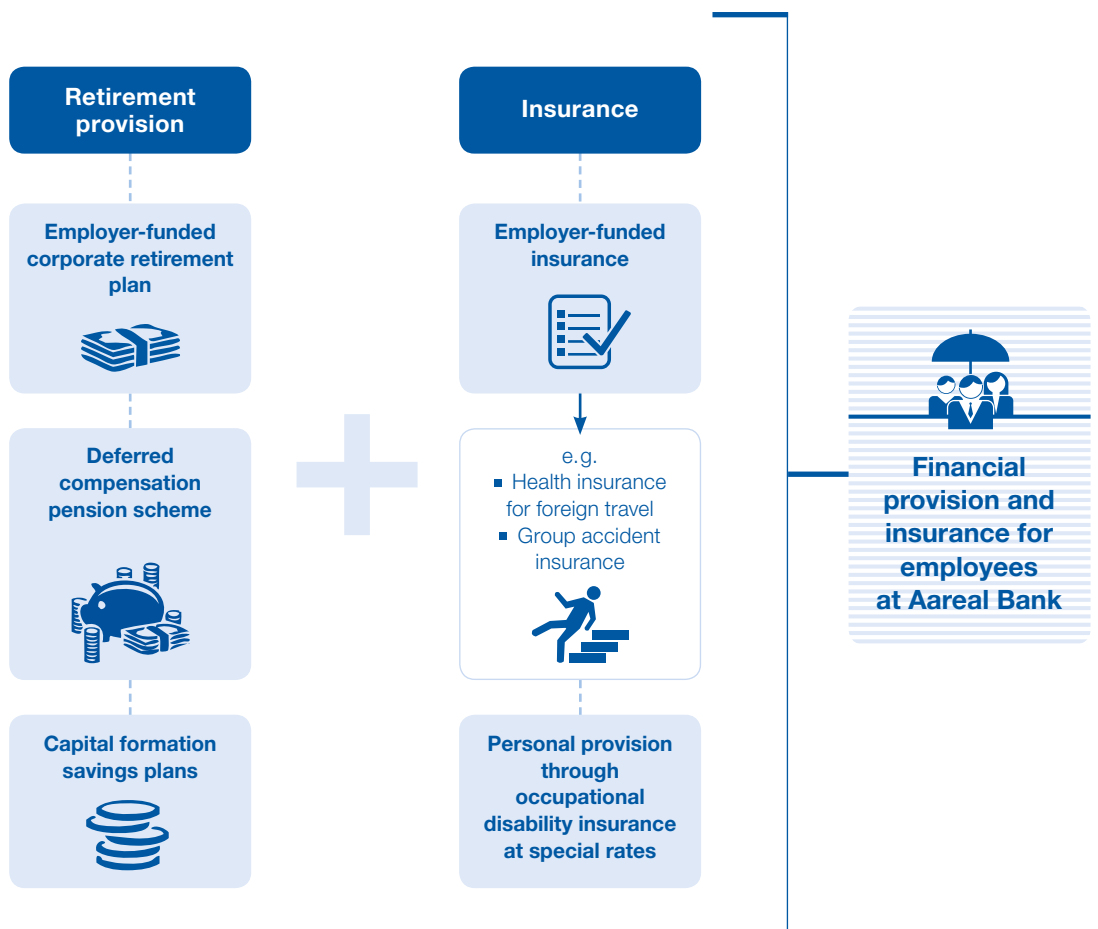 Retirement
provision
Employer-funded
corporate retirement
plan
Deferred
compensation
pension scheme
Capital formation
savings plans
Insurance
Employer-funded
insurance
e.g.
▪ Health insurance
for foreign travel
▪ Group accident
insurance
Personal provision
through
occupational
disability insurance
at special rates
Financial
provision and
insurance for
employees
at Aareal Bank